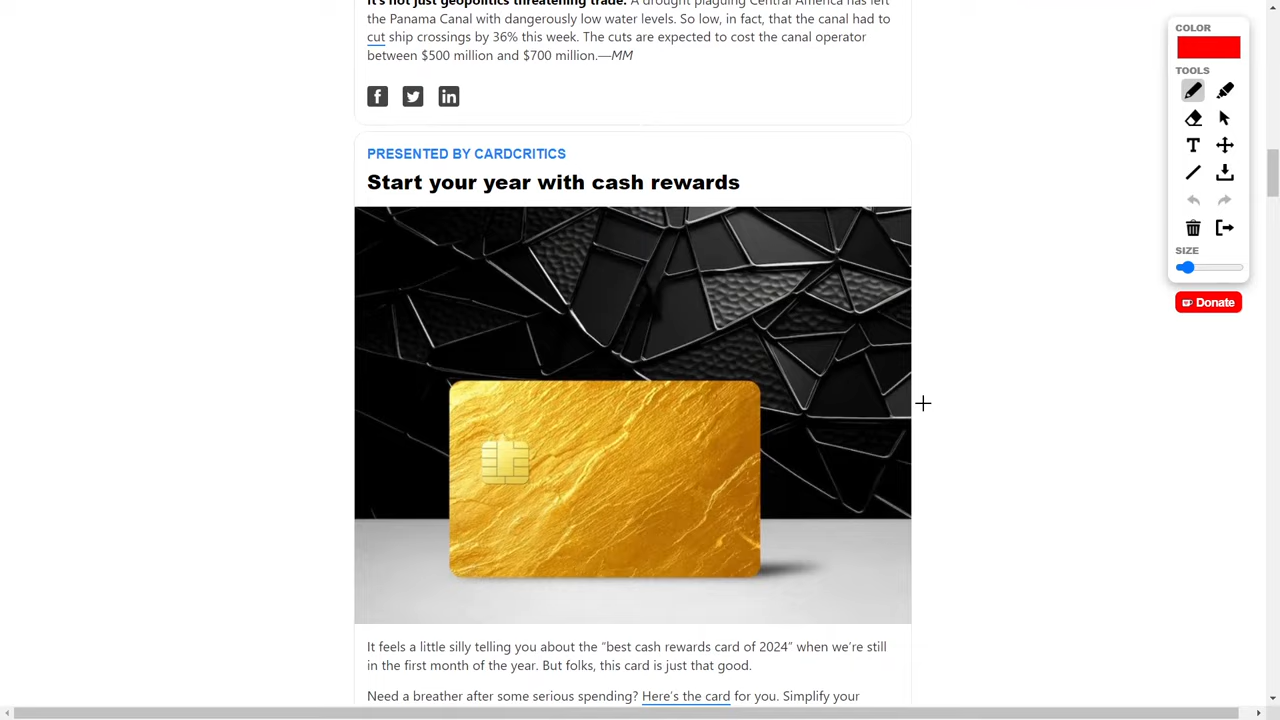 It's not just geopolitics threatening trade. A drought plaguing Central America has left
the Panama Canal with dangerously low water levels. So low, in fact, that the canal had to
cut ship crossings by 36% this week. The cuts are expected to cost the canal operator
between $500 million and $700 million.—MM
PRESENTED BY CARDCRITICS
Start your year with cash rewards
It feels a little silly telling you about the “best cash rewards card of 2024” when we’re still
in the first month of the year. But folks, this card is just that good.
Need a breather after some serious spending? Here’s the card for you. Simplify your
COLOR
TOOLS
SIZE
Donate